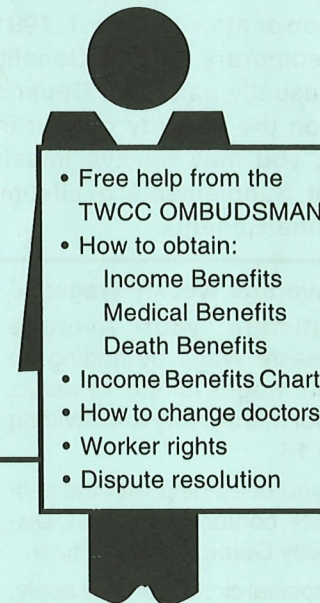 • Free help from the
TWCC OMBUDSMAN
• How to obtain:
Income Benefits
Medical Benefits
Death Benefits
• Income Benefits Chart
• How to change doctors
• Worker rights
• Dispute resolution